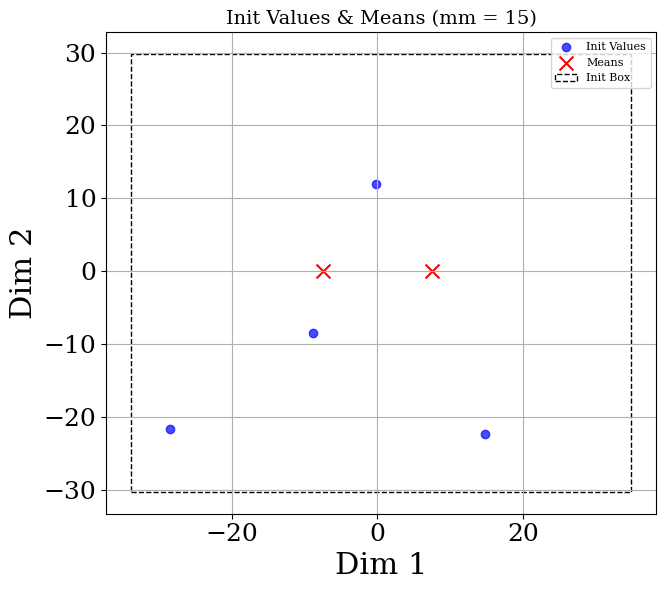 Init Values & Means (mm = 15)
Init Values
Means
Init Box
30
20
10
0
−10
−20
−30
Dim 2
−20 0 20
Dim 1